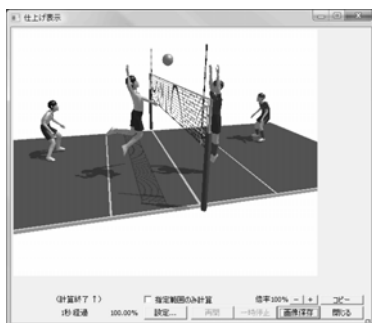 仕上げ表示
(計算終了！) 指定範囲のみ計算 倍率100% - + コピー
1秒経過 100.00% 設定... 再開 一時停止 画像保存 閉じる